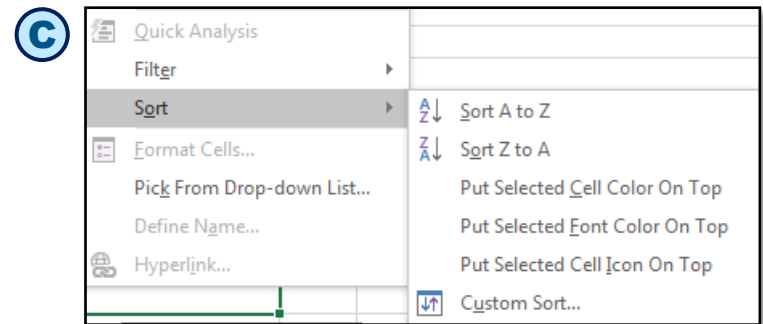 C
Quick Analysis
Filter
Sort
Format Cells...
Pick From Drop-down List...
Define Name...
Hyperlink...
A
Z
Sort A to Z
Z
A
Sort Z to A
Put Selected Cell Color On Top
Put Selected Font Color On Top
Put Selected Cell Icon On Top
Custom Sort...